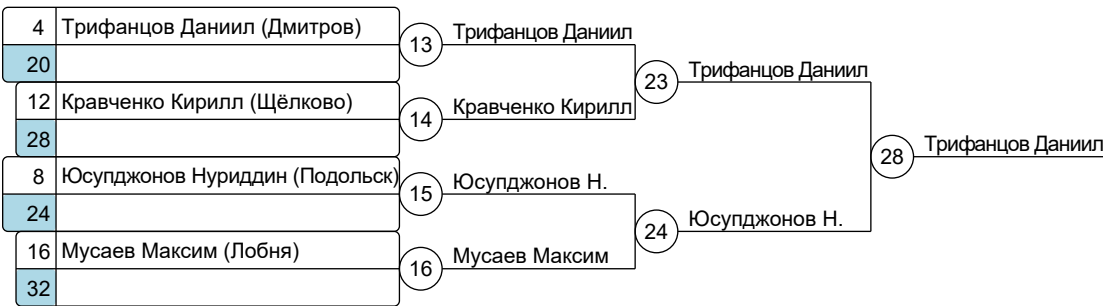 4 Трифанцов Даниил (Дмитров)
13
Трифанцов Даниил
20
23
Трифанцов Даниил
12 Кравченко Кирилл (Щёлково)
14
Кравченко Кирилл
28
28
Трифанцов Даниил
8 Юсупджонов Нуриддин (Подольск)
15
Юсупджонов Н.
24
24
Юсупджонов Н.
16 Мусаев Максим (Лобня)
16
Мусаев Максим
32